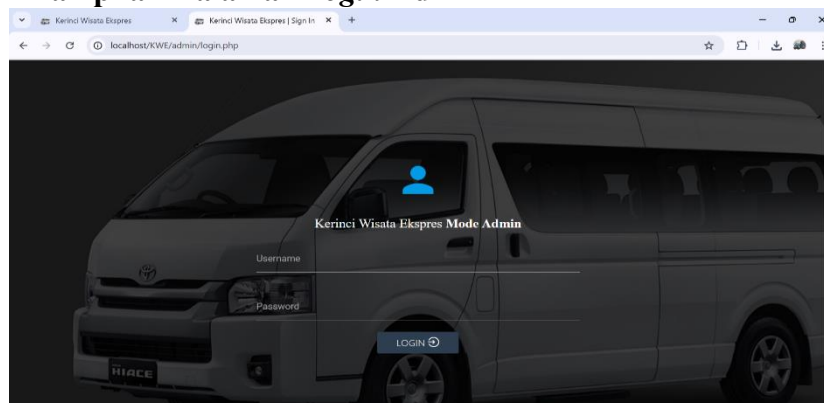 Kerinci Wisata Ekspres
Kerinci Wisata Ekspres | Sign In
localhost/KWE/admin/login.php
Kerinci Wisata Ekspres Mode Admin
Username
Password
LOGIN
HIACE